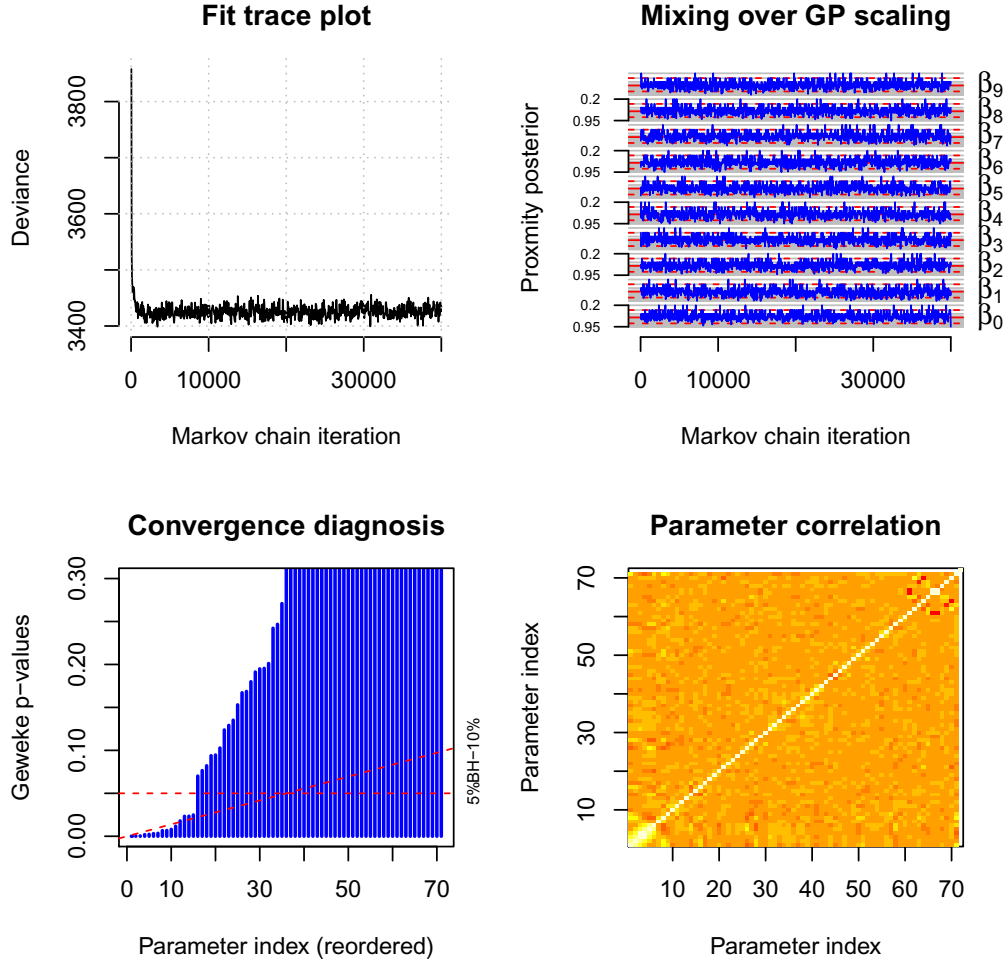 Fit trace plot
Deviance
3800
3600
3400
0 10000 30000
Markov chain iteration
Mixing over GP scaling
Proxmity posterior
0.2
0.95
0.2
0.95
0.2
0.95
0.2
0.95
0.2
0.95
β9
β8
β7
β6
β5
β4
β3
β2
β1
β0
0 10000 30000
Markov chain iteration
Convergence diagnosis
Geweke p−values
0.30
0.20
0.10
0.00
5%BH−10%
0 10 30 50 70
Parameter index (reordered)
Parameter correlation
Parameter index
70
50
30
10
10 20 30 40 50 60 70
Parameter index